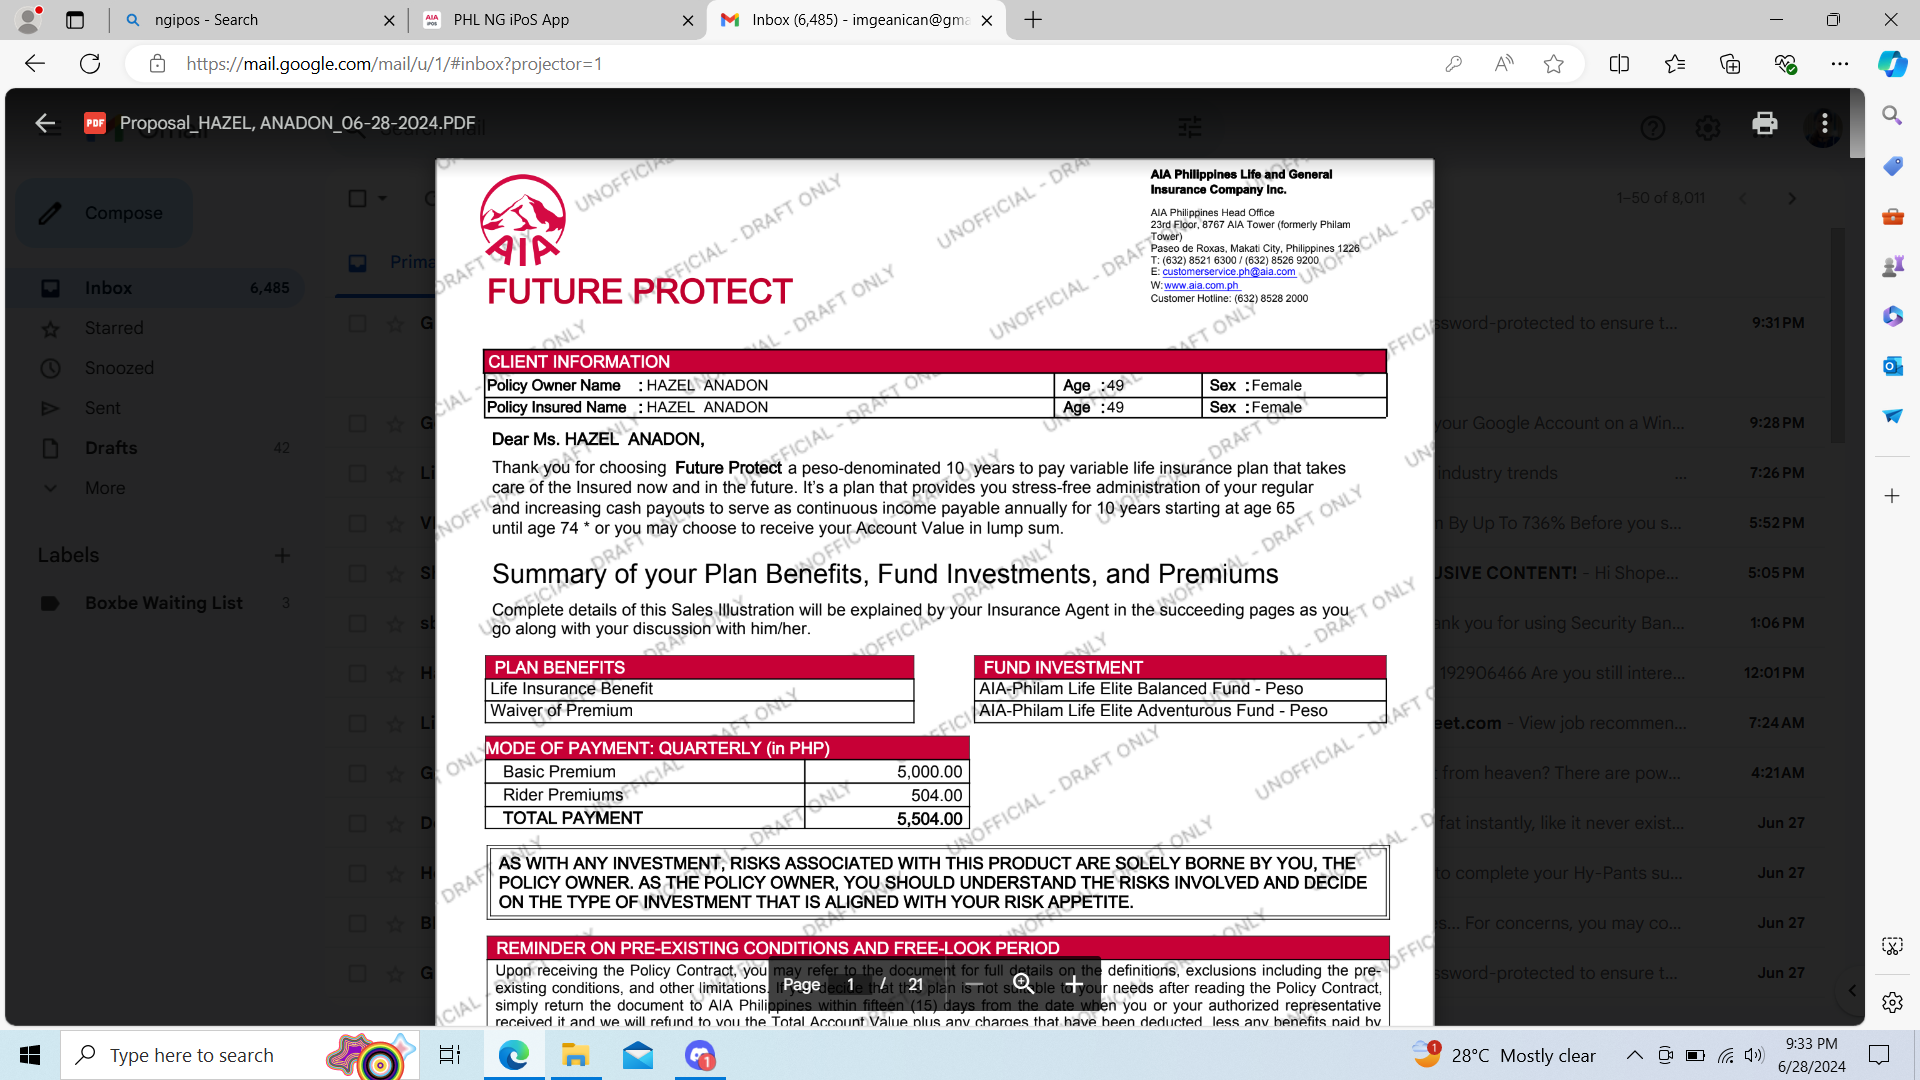 ngipos - Search
PHL NG iPoS App
Inbox (6,485) - imgeanican@gma
https://mail.google.com/mail/u/1/#inbox?projector=1
PDF
Proposal_HAZEL, ANADON_06-28-2024.PDF
Compose
1–50 of 8,011
Prima
Inbox 6,485
Starred
Snoozed
Sent
Drafts 42
More
Labels
Boxbe Waiting List 3
AIA Philippines Life and General
Insurance Company Inc.
AIA Philippines Head Office
23rd Floor, 8767 AIA Tower (formerly Philam
Tower)
Paseo de Roxas, Makati City, Philippines 1226
T: (632) 8521 6300 / (632) 8526 9200
E: customerservice.ph@aia.com
W: www.aia.com.ph
Customer Hotline: (632) 8528 2000
AIA
FUTURE PROTECT
CLIENT INFORMATION
Policy Owner Name : HAZEL ANADON Age :49 Sex : Female
Policy Insured Name : HAZEL ANADON Age :49 Sex : Female
Dear Ms. HAZEL ANADON,
Thank you for choosing Future Protect a peso-denominated 10 years to pay variable life insurance plan that takes
care of the Insured now and in the future. It's a plan that provides you stress-free administration of your regular
and increasing cash payouts to serve as continuous income payable annually for 10 years starting at age 65
until age 74 * or you may choose to receive your Account Value in lump sum.
Summary of your Plan Benefits, Fund Investments, and Premiums
Complete details of this Sales Illustration will be explained by your Insurance Agent in the succeeding pages as you
go along with your discussion with him/her.
PLAN BENEFITS
Life Insurance Benefit
Waiver of Premium
FUND INVESTMENT
AIA-Philam Life Elite Balanced Fund - Peso
AIA-Philam Life Elite Adventurous Fund - Peso
MODE OF PAYMENT: QUARTERLY (in PHP)
Basic Premium 5,000.00
Rider Premiums 504.00
TOTAL PAYMENT 5,504.00
AS WITH ANY INVESTMENT, RISKS ASSOCIATED WITH THIS PRODUCT ARE SOLELY BORNE BY YOU, THE
POLICY OWNER. AS THE POLICY OWNER, YOU SHOULD UNDERSTAND THE RISKS INVOLVED AND DECIDE
ON THE TYPE OF INVESTMENT THAT IS ALIGNED WITH YOUR RISK APPETITE.
REMINDER ON PRE-EXISTING CONDITIONS AND FREE-LOOK PERIOD
Upon receiving the Policy Contract, you may refer to the document for full details on the definitions, exclusions including the pre-
existing conditions, and other limitations. If you decide that the plan is not suitable to your needs after reading the Policy Contract,
simply return the document to AIA Philippines within fifteen (15) days from the date when you or your authorized representative
received it and we will refund to you the Total Account Value plus any charges that have been deducted, less any benefits paid by
UNOFFICIAL - DRAFT ONLY
Page 1 / 21
ssword-protected to ensure t... 9:31 PM
your Google Account on a Win... 9:28 PM
industry trends ... 7:26 PM
n By Up To 736% Before you s... 5:52 PM
USIVE CONTENT! - Hi Shope... 5:05 PM
ank you for using Security Ban... 1:06 PM
192906466 Are you still intere... 12:01 PM
eet.com - View job recommen... 7:24 AM
from heaven? There are pow... 4:21 AM
fat instantly, like it never exist... Jun 27
to complete your Hy-Pants su... Jun 27
s... For concerns, you may co... Jun 27
ssword-protected to ensure t... Jun 27
Type here to search
1
1
28°C Mostly clear
9:33 PM
6/28/2024